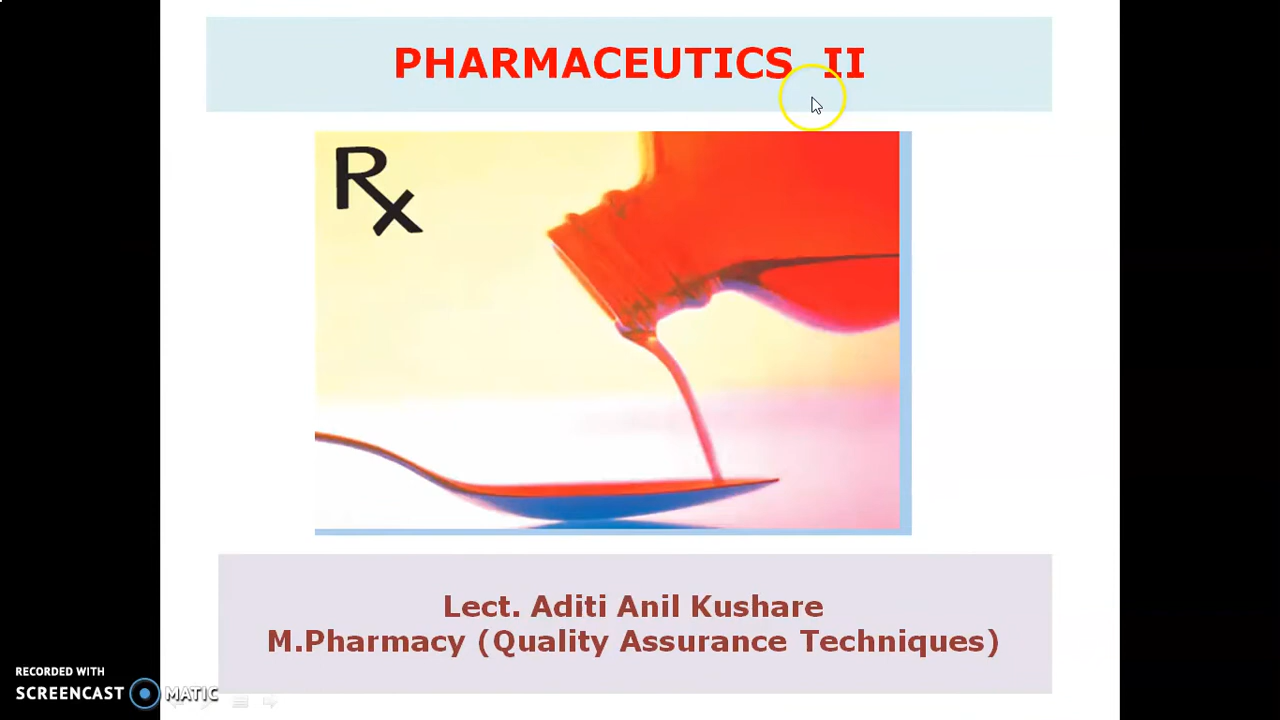 PHARMACEUTICS II
Rx
Lect. Aditi Anil Kushare
M.Pharmacy (Quality Assurance Techniques)
RECORDED WITH
SCREENCAST MATIC